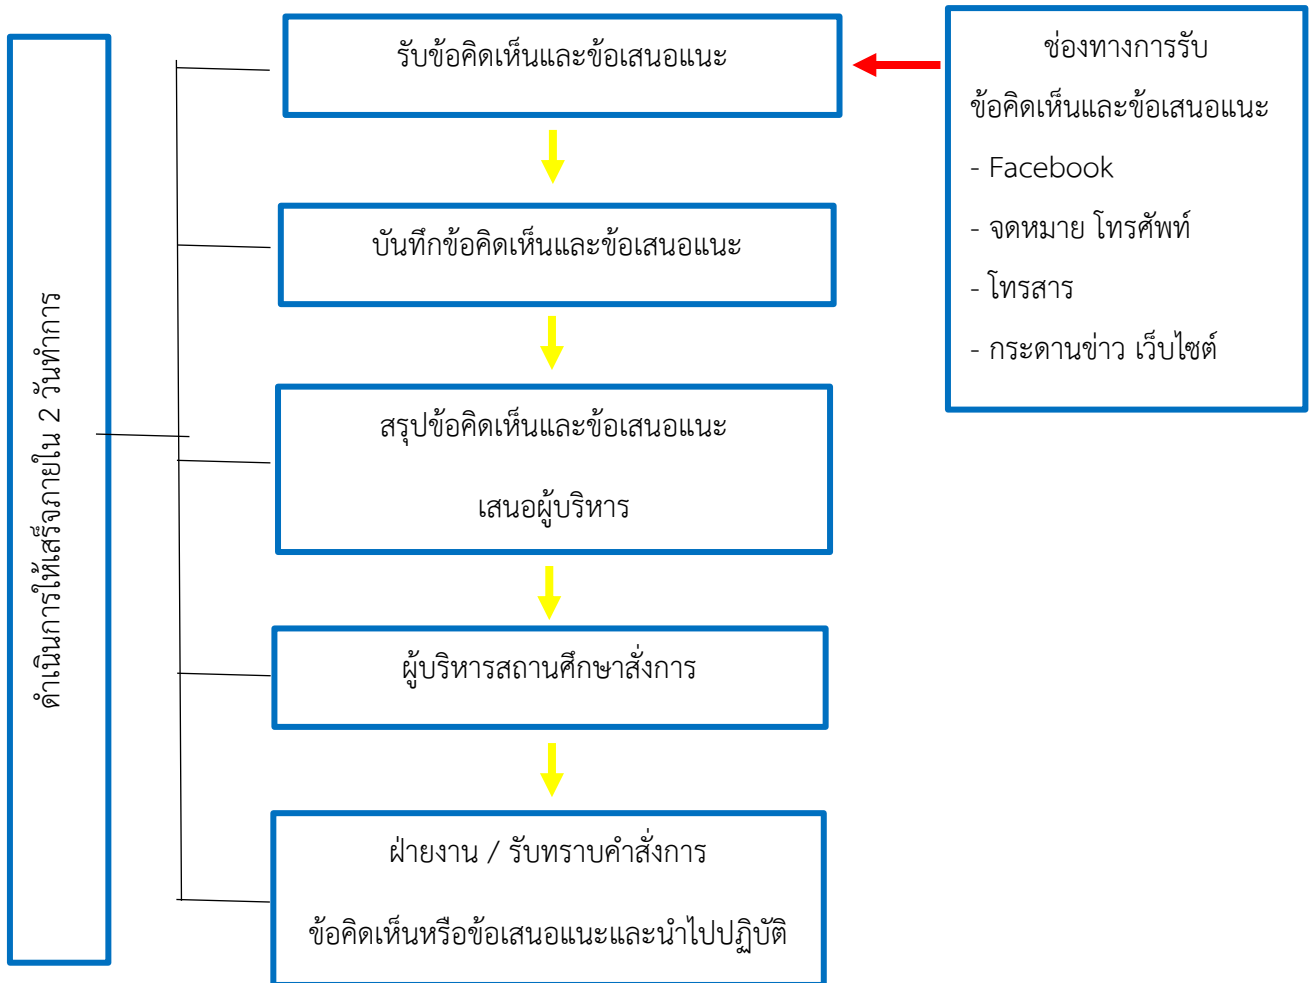 รับข้อคิดเห็นและข้อเสนอแนะ
ช่องทางการรับ
ข้อคิดเห็นและข้อเสนอแนะ
- Facebook
- จดหมาย โทรศัพท์
- โทรสาร
- กระดานข่าว เว็บไซต์
บันทึกข้อคิดเห็นและข้อเสนอแนะ
สรุปข้อคิดเห็นและข้อเสนอแนะ
เสนอผู้บริหาร
ผู้บริหารสถานศึกษาสั่งการ
ฝ่ายงาน / รับทราบคำสั่งการ
ข้อคิดเห็นหรือข้อเสนอแนะและนำไปปฏิบัติ
ดำเนินการให้เสร็จภายใน 2 วันทำการ